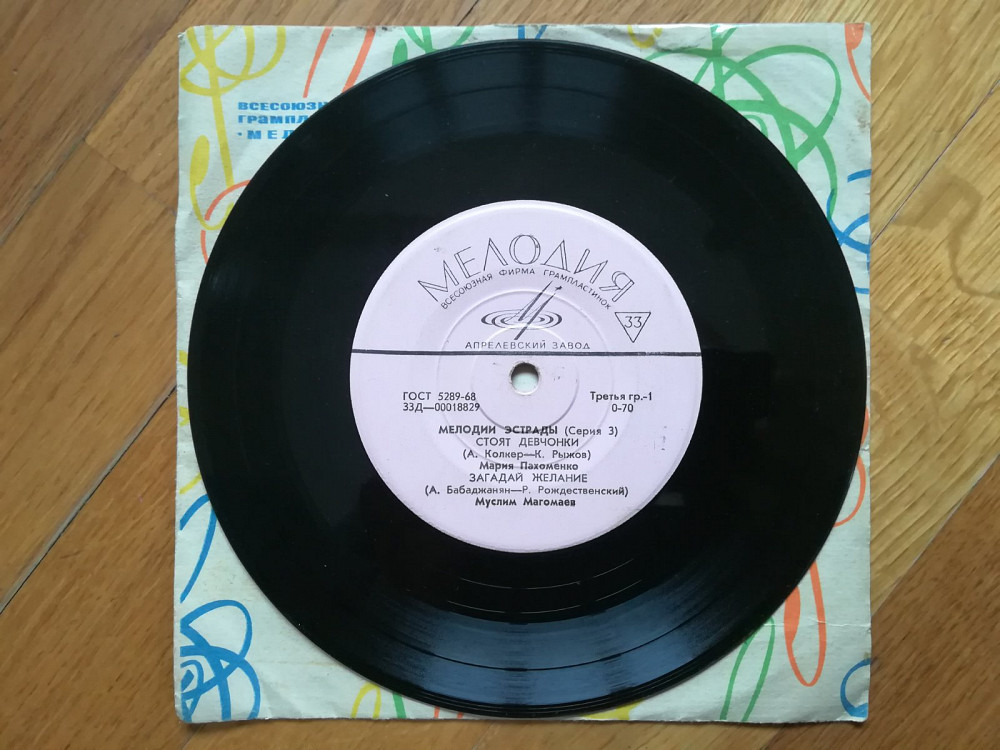 ВСЕСОЮЗН
ГРАМПЛ
•МЕЛ
МЕЛОДИЯ
ВСЕСОЮЗНАЯ ФИРМА ГРАМПЛАСТИНОК
33
АПРЕЛЕВСКИЙ ЗАВОД
ГОСТ 5289-68 Третья гр.-1
33Д—00018829 0-70
МЕЛОДИИ ЭСТРАДЫ (Серия 3)
СТОЯТ ДЕВЧОНКИ
(А. Колкер—К. Рыжов)
Мария Пахоменко
ЗАГАДАЙ ЖЕЛАНИЕ
(А. Бабаджанян—Р. Рождественский)
Муслим Магомаев